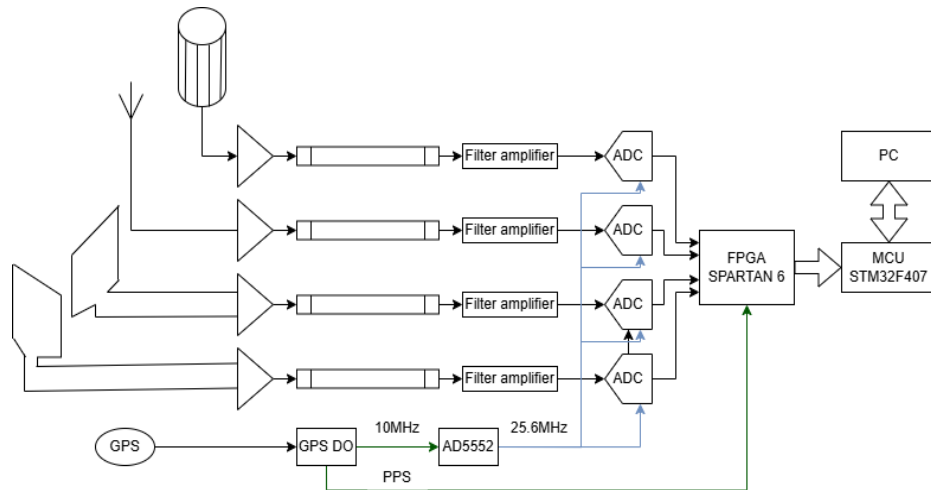 Filter amplifier
ADC
PC
Filter amplifier
ADC
FPGA
SPARTAN 6
MCU
STM32F407
Filter amplifier
ADC
Filter amplifier
ADC
10MHz
25.6MHz
GPS
GPS DO
AD5552
PPS